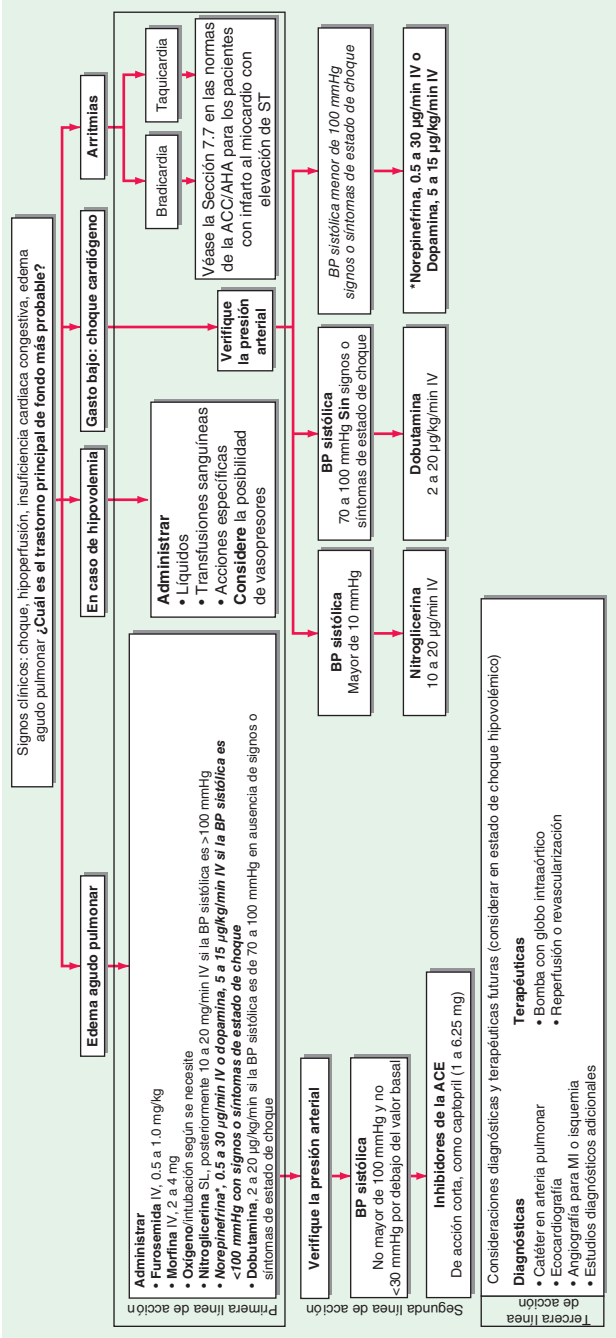 Signos clínicos: choque, hipoperfusión, insuficiencia cardiaca congestiva, edema
agudo pulmonar ¿Cuál es el trastorno principal de fondo más probable?
Edema agudo pulmonar
En caso de hipovolemia
Gasto bajo: choque cardiógeno
Arritmias
Primera línea de acción
Administrar
• Furosemida IV, 0.5 a 1.0 mg/kg
• Morfina IV, 2 a 4 mg
• Oxígeno/intubación según se necesite
• Nitroglicerina SL, posteriormente 10 a 20 mg/min IV si la BP sistólica es >100 mmHg
• Norepinefrina*, 0.5 a 30 µg/min IV o dopamina, 5 a 15 µg/kg/min IV si la BP sistólica es
<100 mmHg con signos o síntomas de estado de choque
• Dobutamina, 2 a 20 µg/kg/min si la BP sistólica es de 70 a 100 mmHg en ausencia de signos o
síntomas de estado de choque
Administrar
• Líquidos
• Transfusiones sanguíneas
• Acciones específicas
Considere la posibilidad
de vasopresores
Bradicardia
Taquicardia
Véase la Sección 7.7 en las normas
de la ACC/AHA para los pacientes
con infarto al miocardio con
elevación de ST
Verifique
la presión
arterial
BP sistólica
Mayor de 10 mmHg
BP sistólica
70 a 100 mmHg Sin signos o
síntomas de estado de choque
BP sistólica menor de 100 mmHg
signos o síntomas de estado de choque
Nitroglicerina
10 a 20 µg/min IV
Dobutamina
2 a 20 µg/kg/min IV
*Norepinefrina, 0.5 a 30 µg/min IV o
Dopamina, 5 a 15 µg/kg/min IV
Segunda línea de acción
Verifique la presión arterial
BP sistólica
No mayor de 100 mmHg y no
<30 mmHg por debajo del valor basal
Inhibidores de la ACE
De acción corta, como captopril (1 a 6.25 mg)
Tercera línea
de acción
Consideraciones diagnósticas y terapéuticas futuras (considerar en estado de choque hipovolémico)
Diagnósticas
• Catéter en arteria pulmonar
• Ecocardiografía
• Angiografía para MI o isquemia
• Estudios diagnósticos adicionales
Terapéuticas
• Bomba con globo intraaórtico
• Reperfusión o revascularización